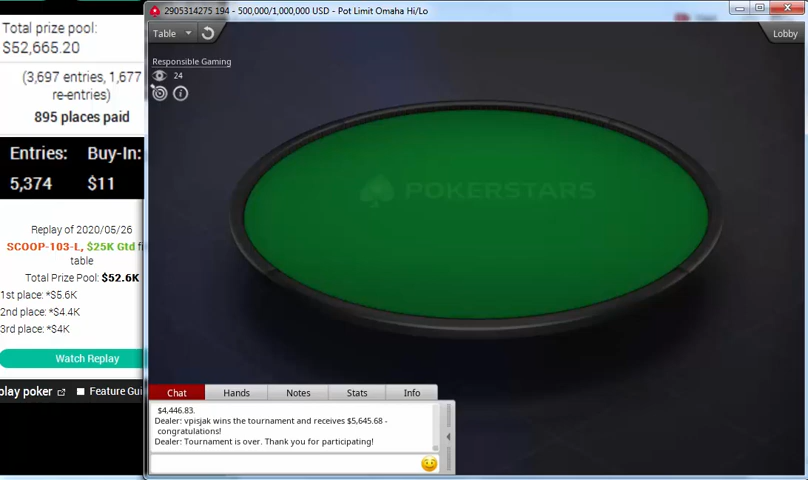 Total prize pool:
$52,665.20
(3,697 entries, 1,677
re-entries)
895 places paid
Entries: Buy-In:
5,374 $11
Replay of 2020/05/26
SCOOP-103-L, $25K Gtd fi
table
Total Prize Pool: $52.6K
1st place: *$5.6K
2nd place: *$4.4K
3rd place: *$4K
Watch Replay
play poker Feature Gui
2905314275 194 - 500,000/1,000,000 USD - Pot Limit Omaha Hi/Lo
Table
Lobby
Responsible Gaming
24
POKERSTARS
Chat Hands Notes Stats Info
$4,446.83.
Dealer: vpisjak wins the tournament and receives $5,645.68 -
congratulations!
Dealer: Tournament is over. Thank you for participating!